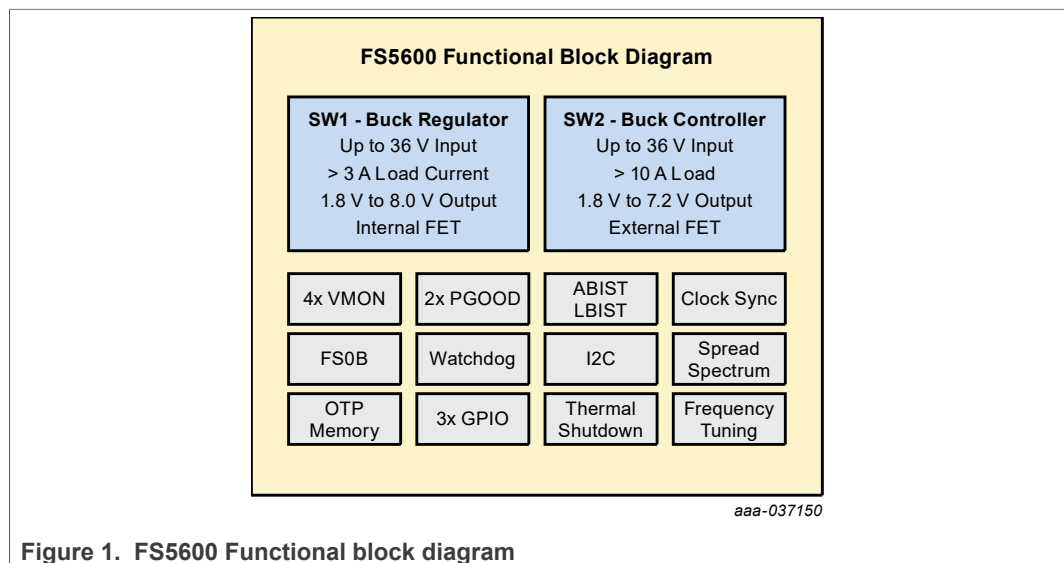 FS5600 Functional Block Diagram
SW1 - Buck Regulator
Up to 36 V Input
> 3 A Load Current
1.8 V to 8.0 V Output
Internal FET
SW2 - Buck Controller
Up to 36 V Input
> 10 A Load
1.8 V to 7.2 V Output
External FET
4x VMON
2x PGOOD
ABIST
LBIST
Clock Sync
FS0B
Watchdog
I2C
Spread
Spectrum
OTP
Memory
3x GPIO
Thermal
Shutdown
Frequency
Tuning
aaa-037150
Figure 1. FS5600 Functional block diagram